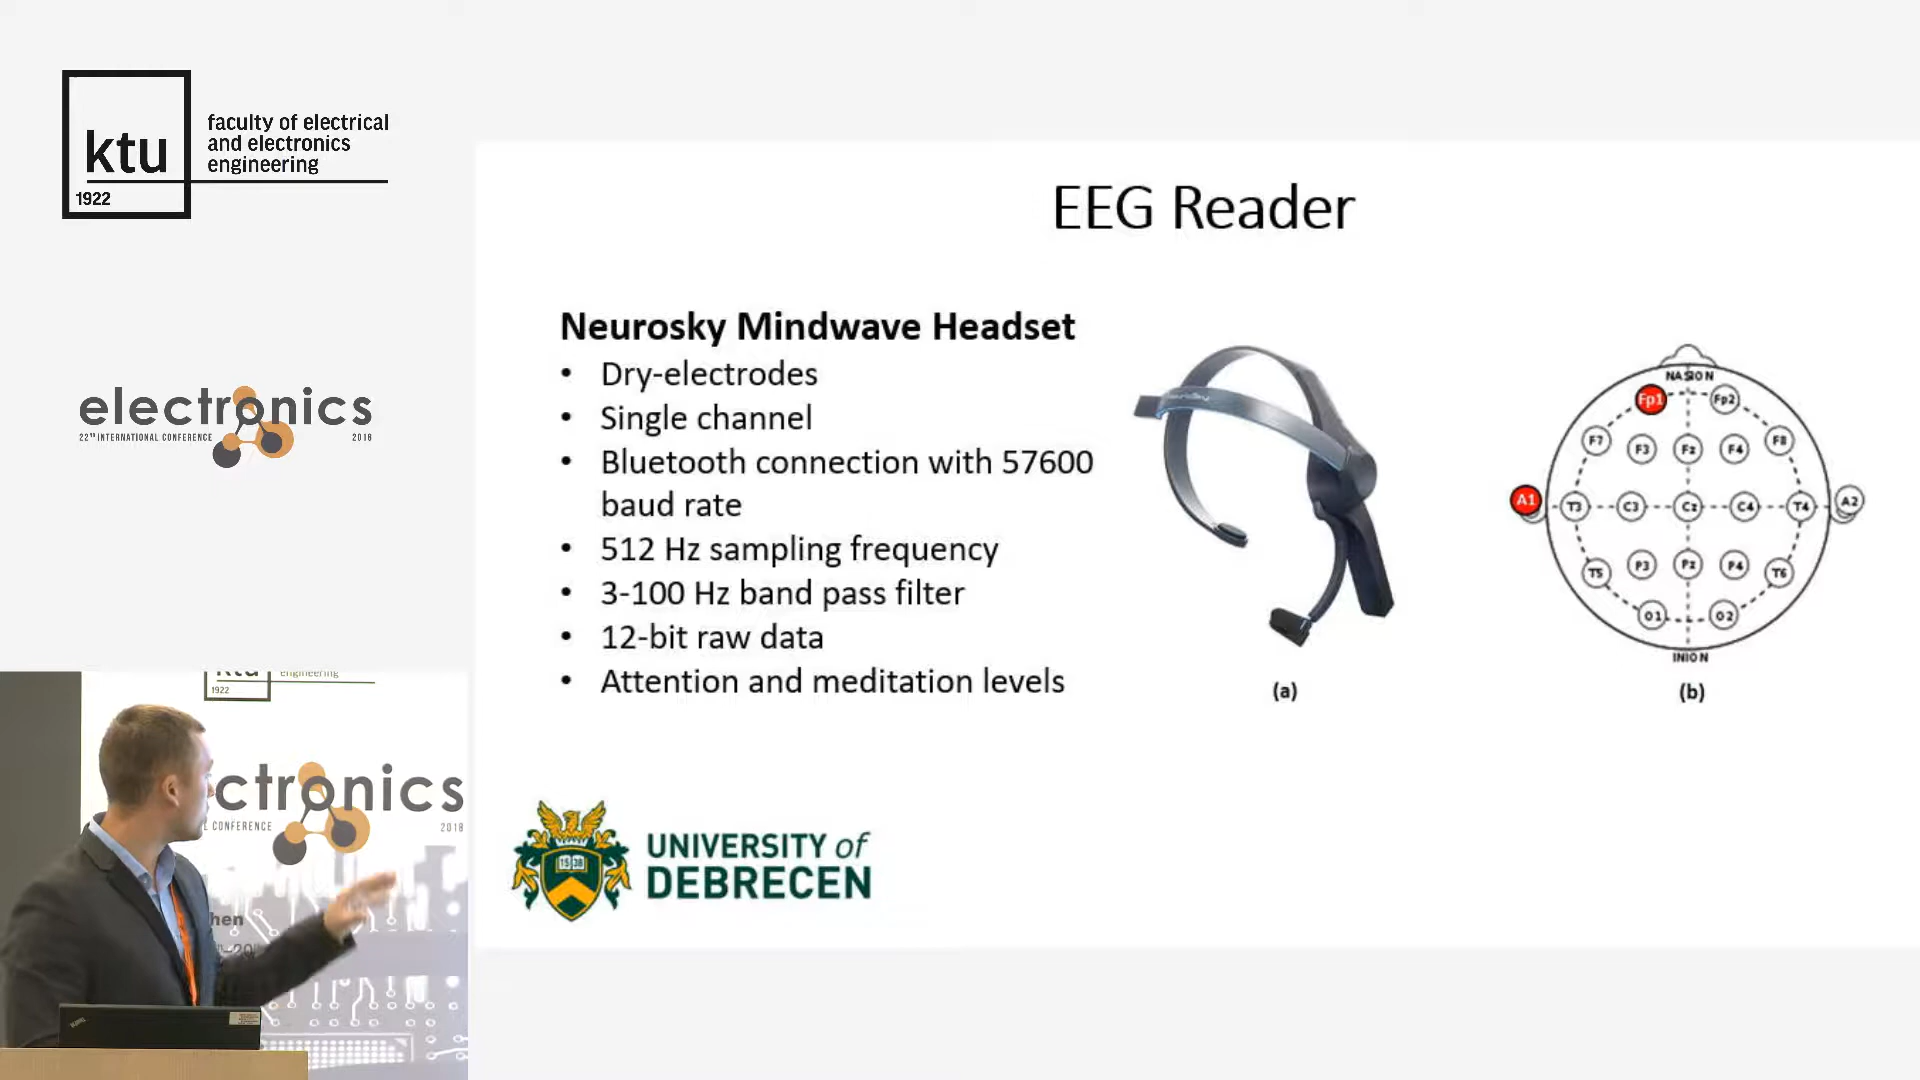 ktu
1922
faculty of electrical
and electronics
engineering
electronics
22ND INTERNATIONAL CONFERENCE
2018
EEG Reader
Neurosky Mindwave Headset
• Dry-electrodes
• Single channel
• Bluetooth connection with 57600
baud rate
• 512 Hz sampling frequency
• 3-100 Hz band pass filter
• 12-bit raw data
• Attention and meditation levels
(a)
NASION
Fp1 Fp2
F7 F3 Fz F4 F8
A1 T3 C3 Cz C4 T4 A2
T5 P3 Pz P4 T6
O1 O2
INION
(b)
1538
UNIVERSITY of
DEBRECEN
ktu
engineering
1922
ctronics
L CONFERENCE
2018
hen